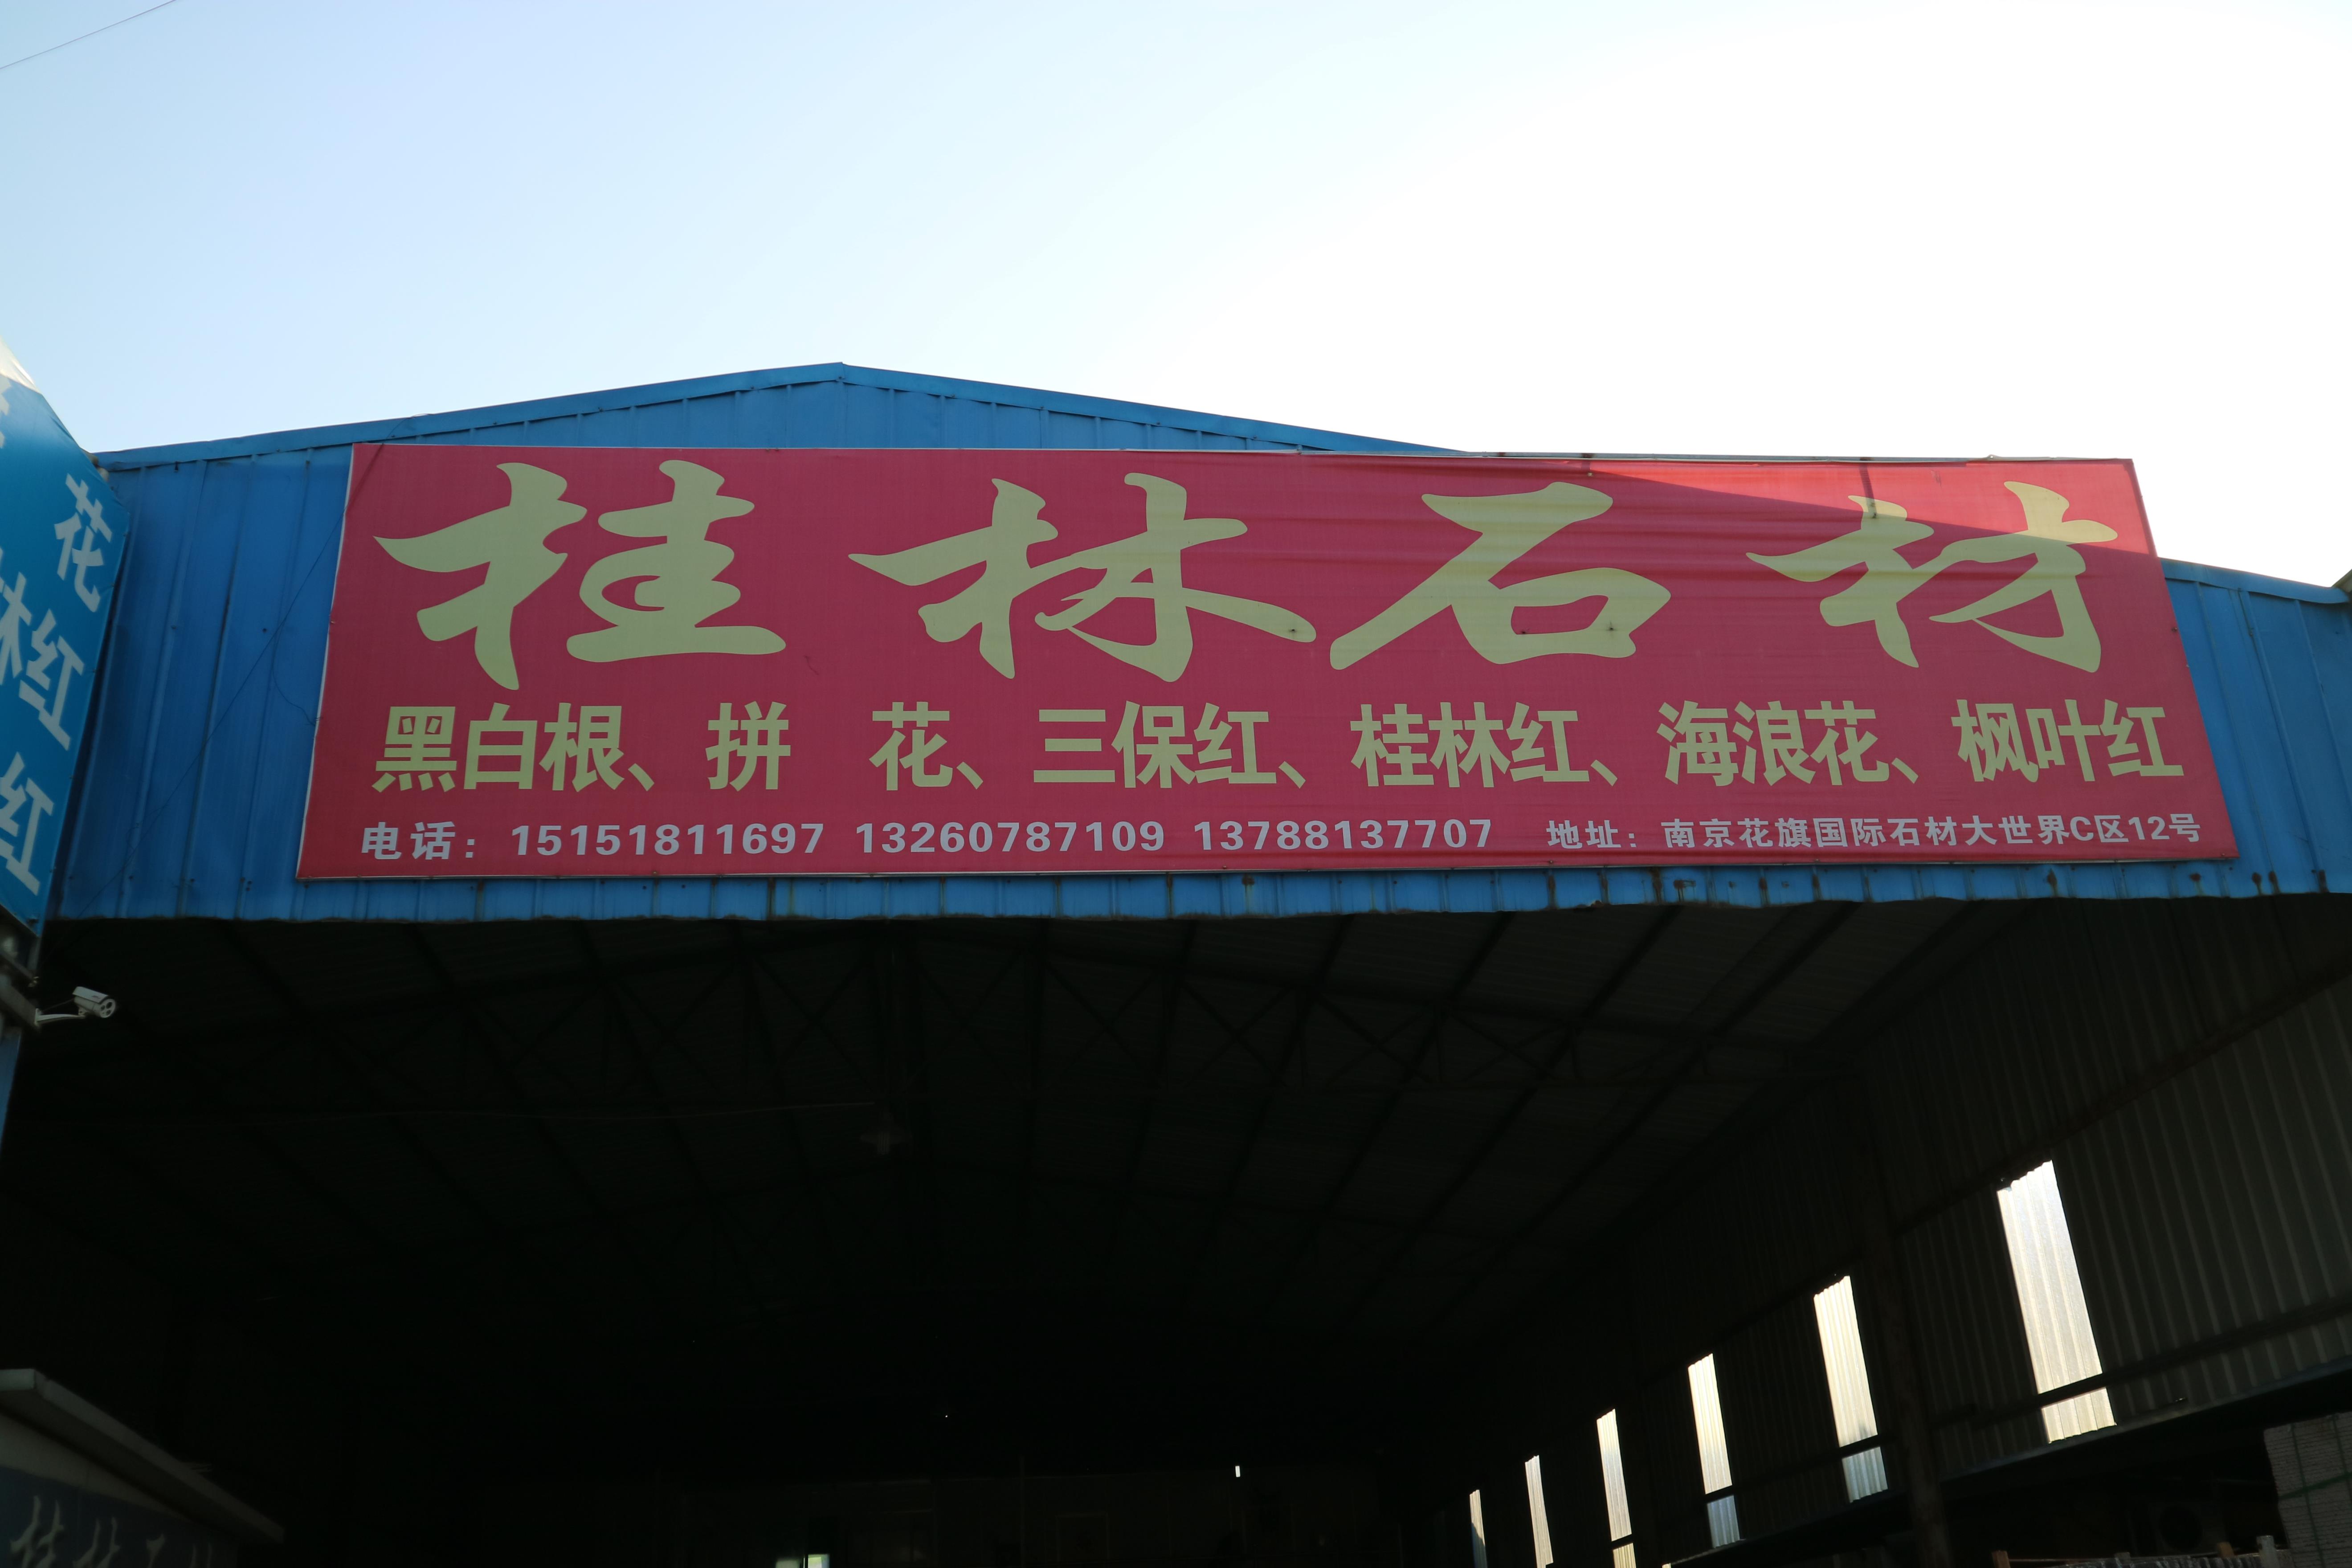 桂林石材
黑白根、拼 花、三保红、桂林红、海浪花、枫叶红
电话：15151811697 13260787109 13788137707 地址：南京花旗国际石材大世界C区12号
花
林红
红